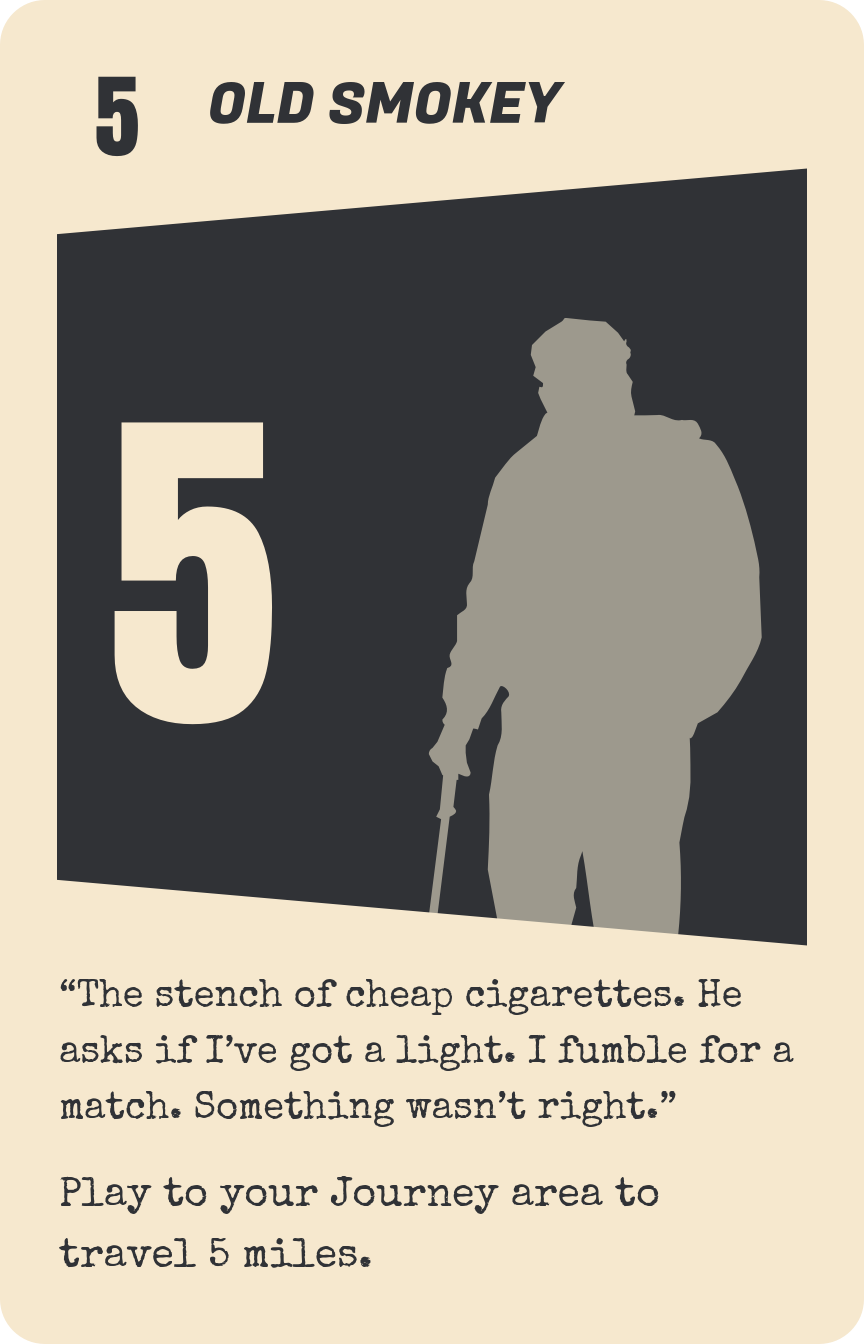 5 OLD SMOKEY
5
“The stench of cheap cigarettes. He
asks if I’ve got a light. I fumble for a
match. Something wasn’t right.”
Play to your Journey area to
travel 5 miles.